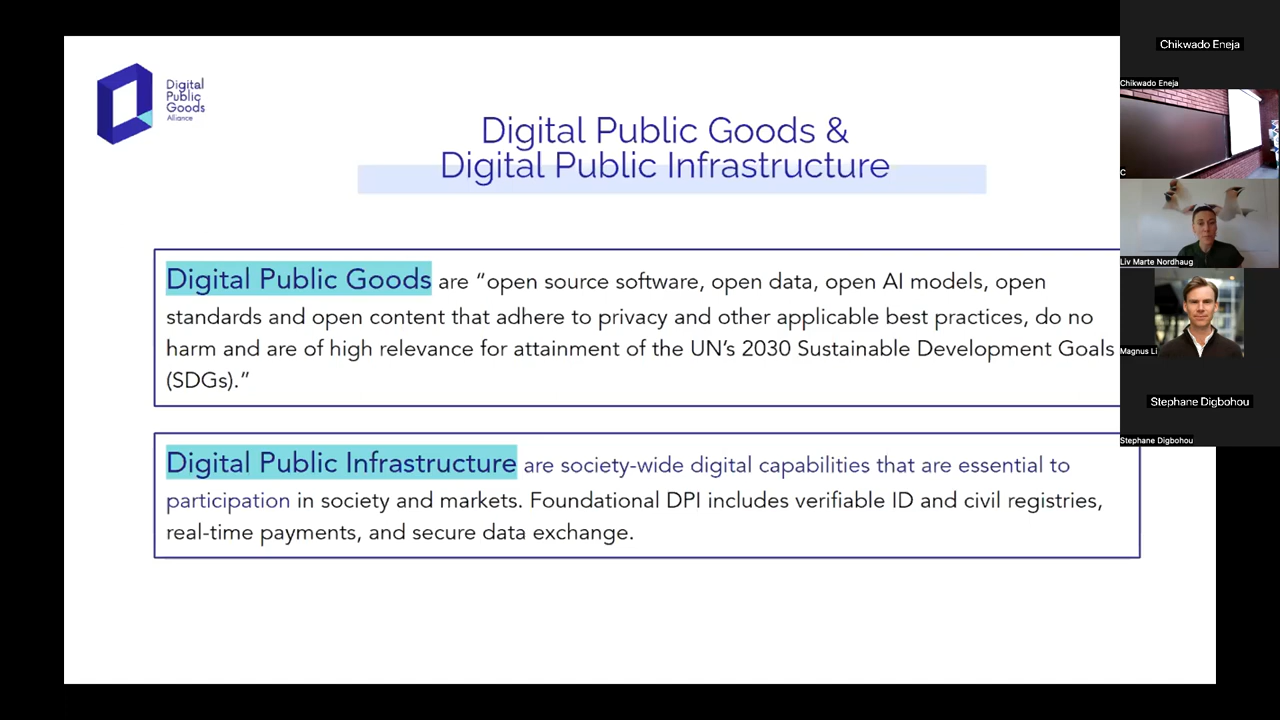 Digital
Public
Goods
Alliance
Digital Public Goods &
Digital Public Infrastructure
Digital Public Goods are “open source software, open data, open AI models, open
standards and open content that adhere to privacy and other applicable best practices, do no
harm and are of high relevance for attainment of the UN’s 2030 Sustainable Development Goals
(SDGs).”
Digital Public Infrastructure are society-wide digital capabilities that are essential to
participation in society and markets. Foundational DPI includes verifiable ID and civil registries,
real-time payments, and secure data exchange.
Chikwado Eneja
Chikwado Eneja
C
Liv Marte Nordhaug
Magnus Li
Stephane Digbohou
Stephane Digbohou